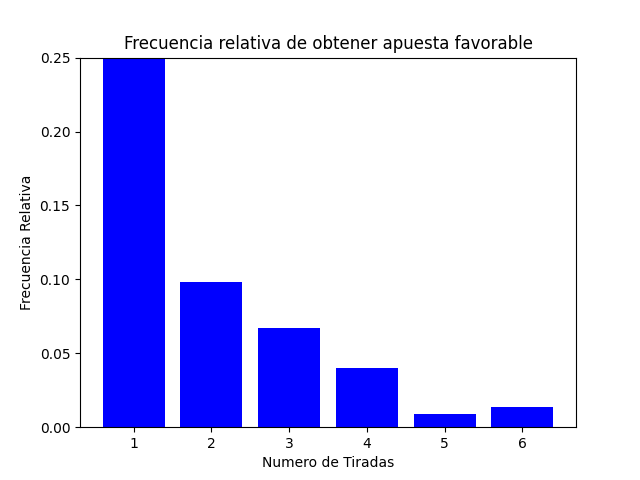 Frecuencia relativa de obtener apuesta favorable
0.25
0.20
0.15
0.10
0.05
0.00
Frecuencia Relativa
1 2 3 4 5 6
Numero de Tiradas